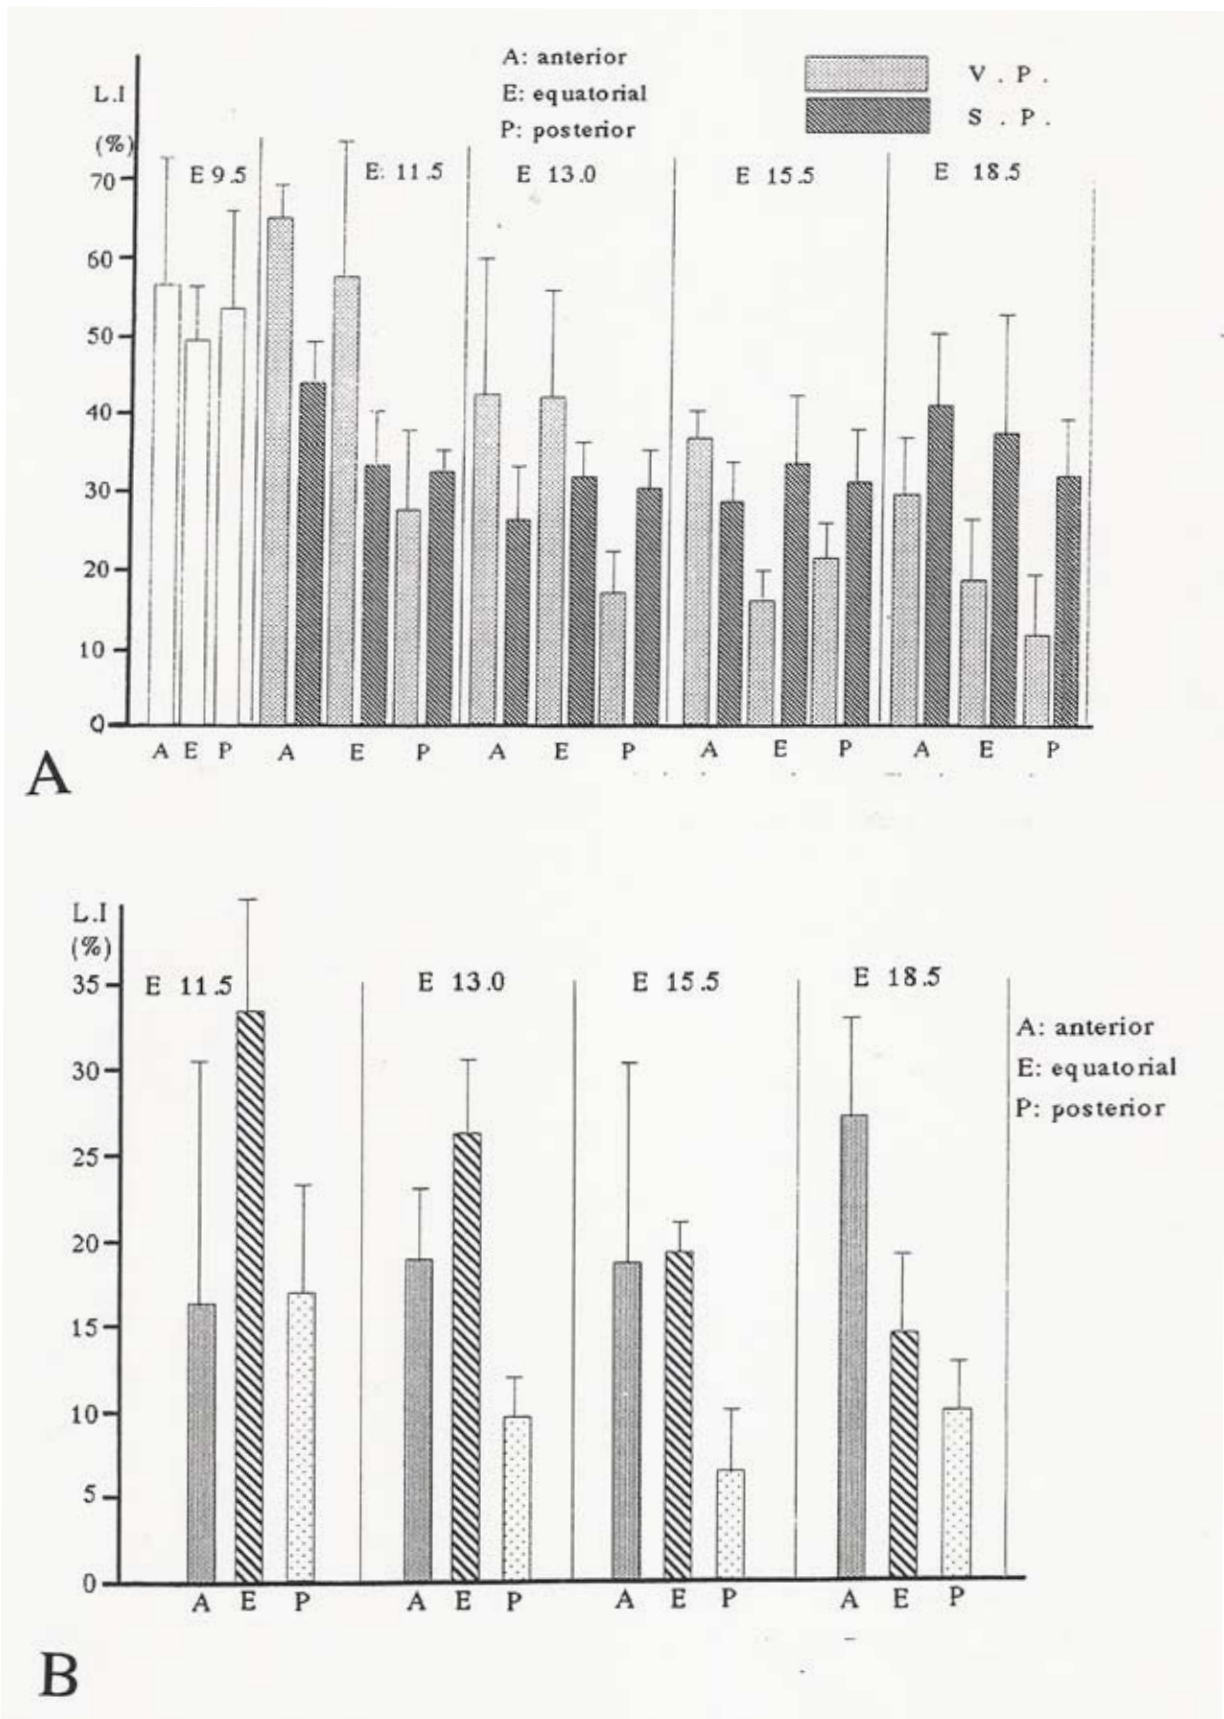 A: anterior
E: equatorial
P: posterior
V . P .
S . P .
L.I
(%)
E 9.5
E: 11.5
E 13.0
E 15.5
E 18.5
70
60
50
40
30
20
10
0
A E P A E P A E P A E P A E P
A
L.I
(%)
E 11.5
E 13.0
E 15.5
E 18.5
35
30
25
20
15
10
5
0
A: anterior
E: equatorial
P: posterior
A E P A E P A E P A E P
B